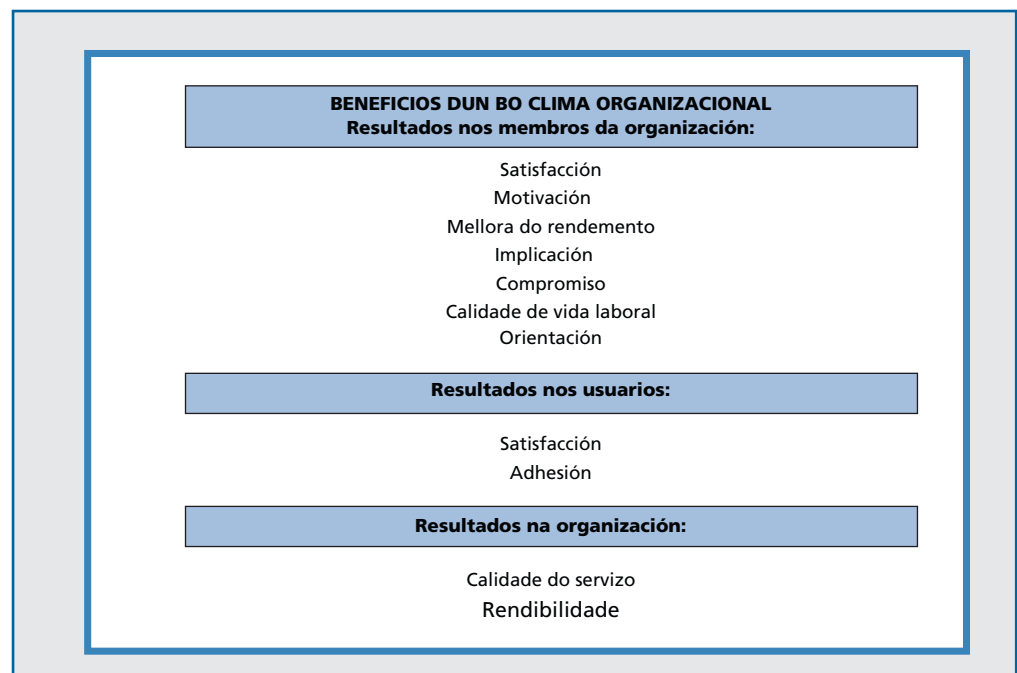 BENEFICIOS DUN BO CLIMA ORGANIZACIONAL
Resultados nos membros da organización:
Satisfacción
Motivación
Mellora do rendemento
Implicación
Compromiso
Calidade de vida laboral
Orientación
Resultados nos usuarios:
Satisfacción
Adhesión
Resultados na organización:
Calidade do servizo
Rendibilidade